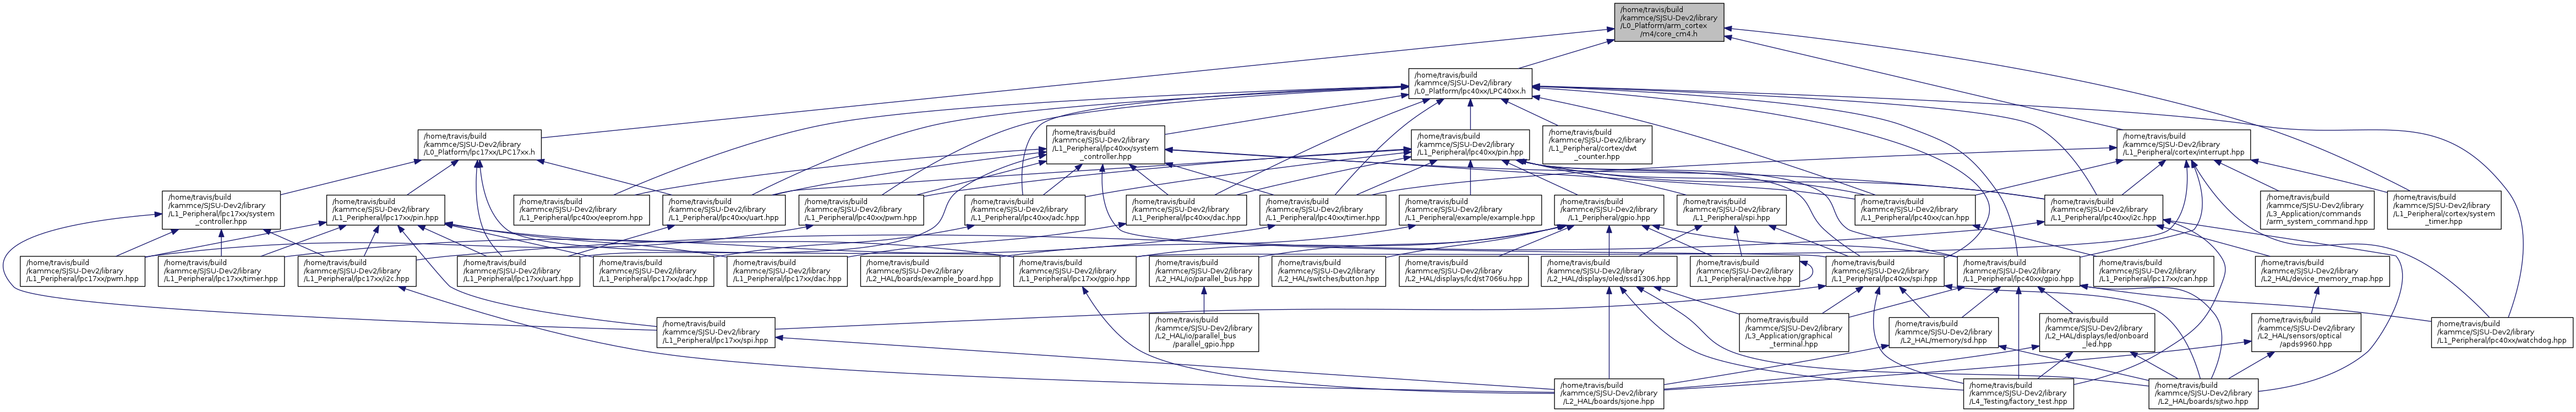 /home/travis/build
/kammce/SJSU-Dev2/library
/L0_Platform/arm_cortex
/m4/core_cm4.h
/home/travis/build
/kammce/SJSU-Dev2/library
/L0_Platform/lpc40xx/LPC40xx.h
/home/travis/build
/kammce/SJSU-Dev2/library
/L0_Platform/lpc17xx/LPC17xx.h
/home/travis/build
/kammce/SJSU-Dev2/library
/L1_Peripheral/lpc40xx/system
_controller.hpp
/home/travis/build
/kammce/SJSU-Dev2/library
/L1_Peripheral/lpc40xx/pin.hpp
/home/travis/build
/kammce/SJSU-Dev2/library
/L1_Peripheral/cortex/dwt
_counter.hpp
/home/travis/build
/kammce/SJSU-Dev2/library
/L1_Peripheral/cortex/interrupt.hpp
/home/travis/build
/kammce/SJSU-Dev2/library
/L1_Peripheral/lpc17xx/system
_controller.hpp
/home/travis/build
/kammce/SJSU-Dev2/library
/L1_Peripheral/lpc17xx/pin.hpp
/home/travis/build
/kammce/SJSU-Dev2/library
/L1_Peripheral/lpc40xx/eeprom.hpp
/home/travis/build
/kammce/SJSU-Dev2/library
/L1_Peripheral/lpc40xx/uart.hpp
/home/travis/build
/kammce/SJSU-Dev2/library
/L1_Peripheral/lpc40xx/pwm.hpp
/home/travis/build
/kammce/SJSU-Dev2/library
/L1_Peripheral/lpc40xx/adc.hpp
/home/travis/build
/kammce/SJSU-Dev2/library
/L1_Peripheral/lpc40xx/dac.hpp
/home/travis/build
/kammce/SJSU-Dev2/library
/L1_Peripheral/lpc40xx/timer.hpp
/home/travis/build
/kammce/SJSU-Dev2/library
/L1_Peripheral/example/example.hpp
/home/travis/build
/kammce/SJSU-Dev2/library
/L1_Peripheral/gpio.hpp
/home/travis/build
/kammce/SJSU-Dev2/library
/L1_Peripheral/spi.hpp
/home/travis/build
/kammce/SJSU-Dev2/library
/L1_Peripheral/lpc40xx/can.hpp
/home/travis/build
/kammce/SJSU-Dev2/library
/L1_Peripheral/lpc40xx/i2c.hpp
/home/travis/build
/kammce/SJSU-Dev2/library
/L3_Application/commands
/arm_system_command.hpp
/home/travis/build
/kammce/SJSU-Dev2/library
/L1_Peripheral/cortex/system
_timer.hpp
/home/travis/build
/kammce/SJSU-Dev2/library
/L1_Peripheral/lpc17xx/pwm.hpp
/home/travis/build
/kammce/SJSU-Dev2/library
/L1_Peripheral/lpc17xx/timer.hpp
/home/travis/build
/kammce/SJSU-Dev2/library
/L1_Peripheral/lpc17xx/i2c.hpp
/home/travis/build
/kammce/SJSU-Dev2/library
/L1_Peripheral/lpc17xx/uart.hpp
/home/travis/build
/kammce/SJSU-Dev2/library
/L1_Peripheral/lpc17xx/adc.hpp
/home/travis/build
/kammce/SJSU-Dev2/library
/L1_Peripheral/lpc17xx/dac.hpp
/home/travis/build
/kammce/SJSU-Dev2/library
/L2_HAL/boards/example_board.hpp
/home/travis/build
/kammce/SJSU-Dev2/library
/L1_Peripheral/lpc17xx/gpio.hpp
/home/travis/build
/kammce/SJSU-Dev2/library
/L2_HAL/io/parallel_bus.hpp
/home/travis/build
/kammce/SJSU-Dev2/library
/L2_HAL/switches/button.hpp
/home/travis/build
/kammce/SJSU-Dev2/library
/L2_HAL/displays/lcd/st7066u.hpp
/home/travis/build
/kammce/SJSU-Dev2/library
/L2_HAL/displays/oled/ssd1306.hpp
/home/travis/build
/kammce/SJSU-Dev2/library
/L1_Peripheral/inactive.hpp
/home/travis/build
/kammce/SJSU-Dev2/library
/L1_Peripheral/lpc40xx/spi.hpp
/home/travis/build
/kammce/SJSU-Dev2/library
/L1_Peripheral/lpc40xx/gpio.hpp
/home/travis/build
/kammce/SJSU-Dev2/library
/L1_Peripheral/lpc17xx/can.hpp
/home/travis/build
/kammce/SJSU-Dev2/library
/L2_HAL/device_memory_map.hpp
/home/travis/build
/kammce/SJSU-Dev2/library
/L1_Peripheral/lpc17xx/spi.hpp
/home/travis/build
/kammce/SJSU-Dev2/library
/L2_HAL/io/parallel_bus
/parallel_gpio.hpp
/home/travis/build
/kammce/SJSU-Dev2/library
/L3_Application/graphical
_terminal.hpp
/home/travis/build
/kammce/SJSU-Dev2/library
/L2_HAL/memory/sd.hpp
/home/travis/build
/kammce/SJSU-Dev2/library
/L2_HAL/displays/led/onboard
_led.hpp
/home/travis/build
/kammce/SJSU-Dev2/library
/L2_HAL/sensors/optical
/apds9960.hpp
/home/travis/build
/kammce/SJSU-Dev2/library
/L1_Peripheral/lpc40xx/watchdog.hpp
/home/travis/build
/kammce/SJSU-Dev2/library
/L2_HAL/boards/sjone.hpp
/home/travis/build
/kammce/SJSU-Dev2/library
/L4_Testing/factory_test.hpp
/home/travis/build
/kammce/SJSU-Dev2/library
/L2_HAL/boards/sjtwo.hpp